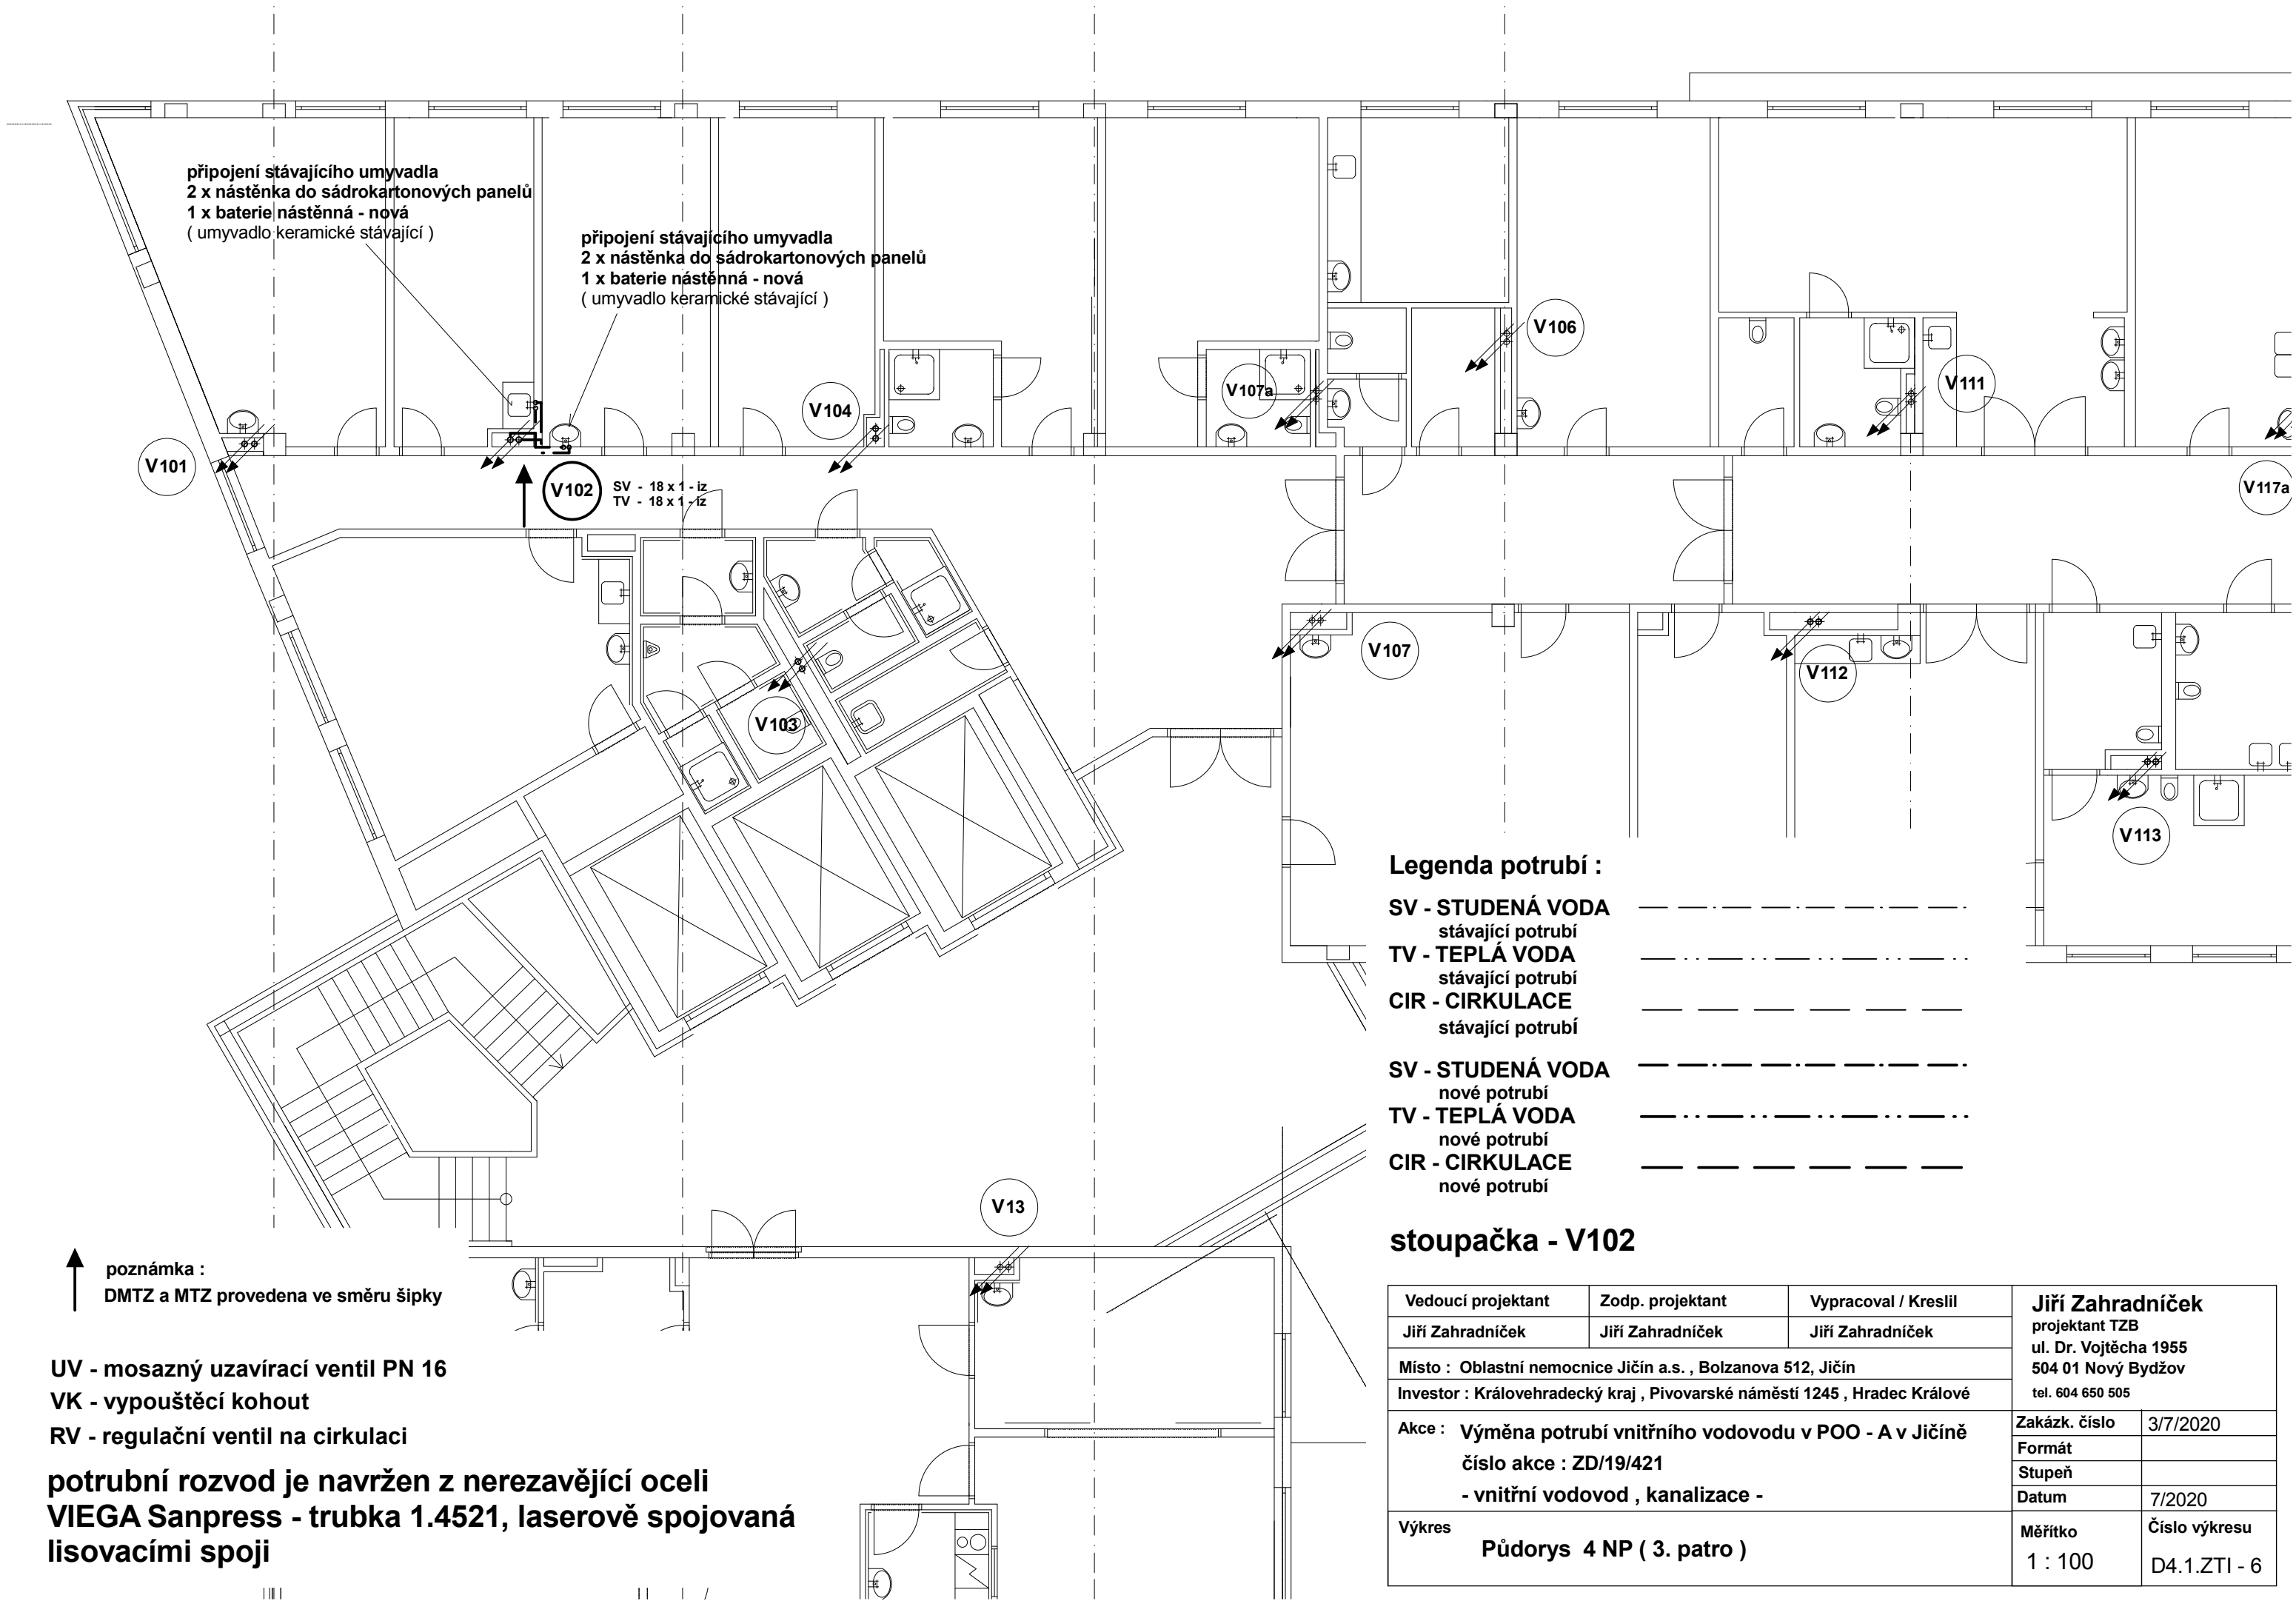 připojení stávajícího umyvadla
2 x nástěnka do sádrokartonových panelů
1 x baterie nástěnná - nová
( umyvadlo keramické stávající )
připojení stávajícího umyvadla
2 x nástěnka do sádrokartonových panelů
1 x baterie nástěnná - nová
( umyvadlo keramické stávající )
V106
V107a
V111
V104
V101
V102
SV - 18 x 1 - iz
TV - 18 x 1 - iz
V117a
V107
V112
V103
V113
V13
Legenda potrubí :
SV - STUDENÁ VODA
stávající potrubí
TV - TEPLÁ VODA
stávající potrubí
CIR - CIRKULACE
stávající potrubí
SV - STUDENÁ VODA
nové potrubí
TV - TEPLÁ VODA
nové potrubí
CIR - CIRKULACE
nové potrubí
stoupačka - V102
poznámka :
DMTZ a MTZ provedena ve směru šipky
UV - mosazný uzavírací ventil PN 16
VK - vypouštěcí kohout
RV - regulační ventil na cirkulaci
potrubní rozvod je navržen z nerezavějící oceli
VIEGA Sanpress - trubka 1.4521, laserově spojovaná
lisovacími spoji
Vedoucí projektant
Zodp. projektant
Vypracoval / Kreslil
Jiří Zahradníček
Jiří Zahradníček
Jiří Zahradníček
Jiří Zahradníček
projektant TZB
ul. Dr. Vojtěcha 1955
504 01 Nový Bydžov
tel. 604 650 505
Místo : Oblastní nemocnice Jičín a.s. , Bolzanova 512, Jičín
Investor : Královehradecký kraj , Pivovarské náměstí 1245 , Hradec Králové
Akce : Výměna potrubí vnitřního vodovodu v POO - A v Jičíně
číslo akce : ZD/19/421
- vnitřní vodovod , kanalizace -
Zakázk. číslo 3/7/2020
Formát
Stupeň
Datum 7/2020
Výkres
Půdorys 4 NP ( 3. patro )
Měřítko
1 : 100
Číslo výkresu
D4.1.ZTI - 6